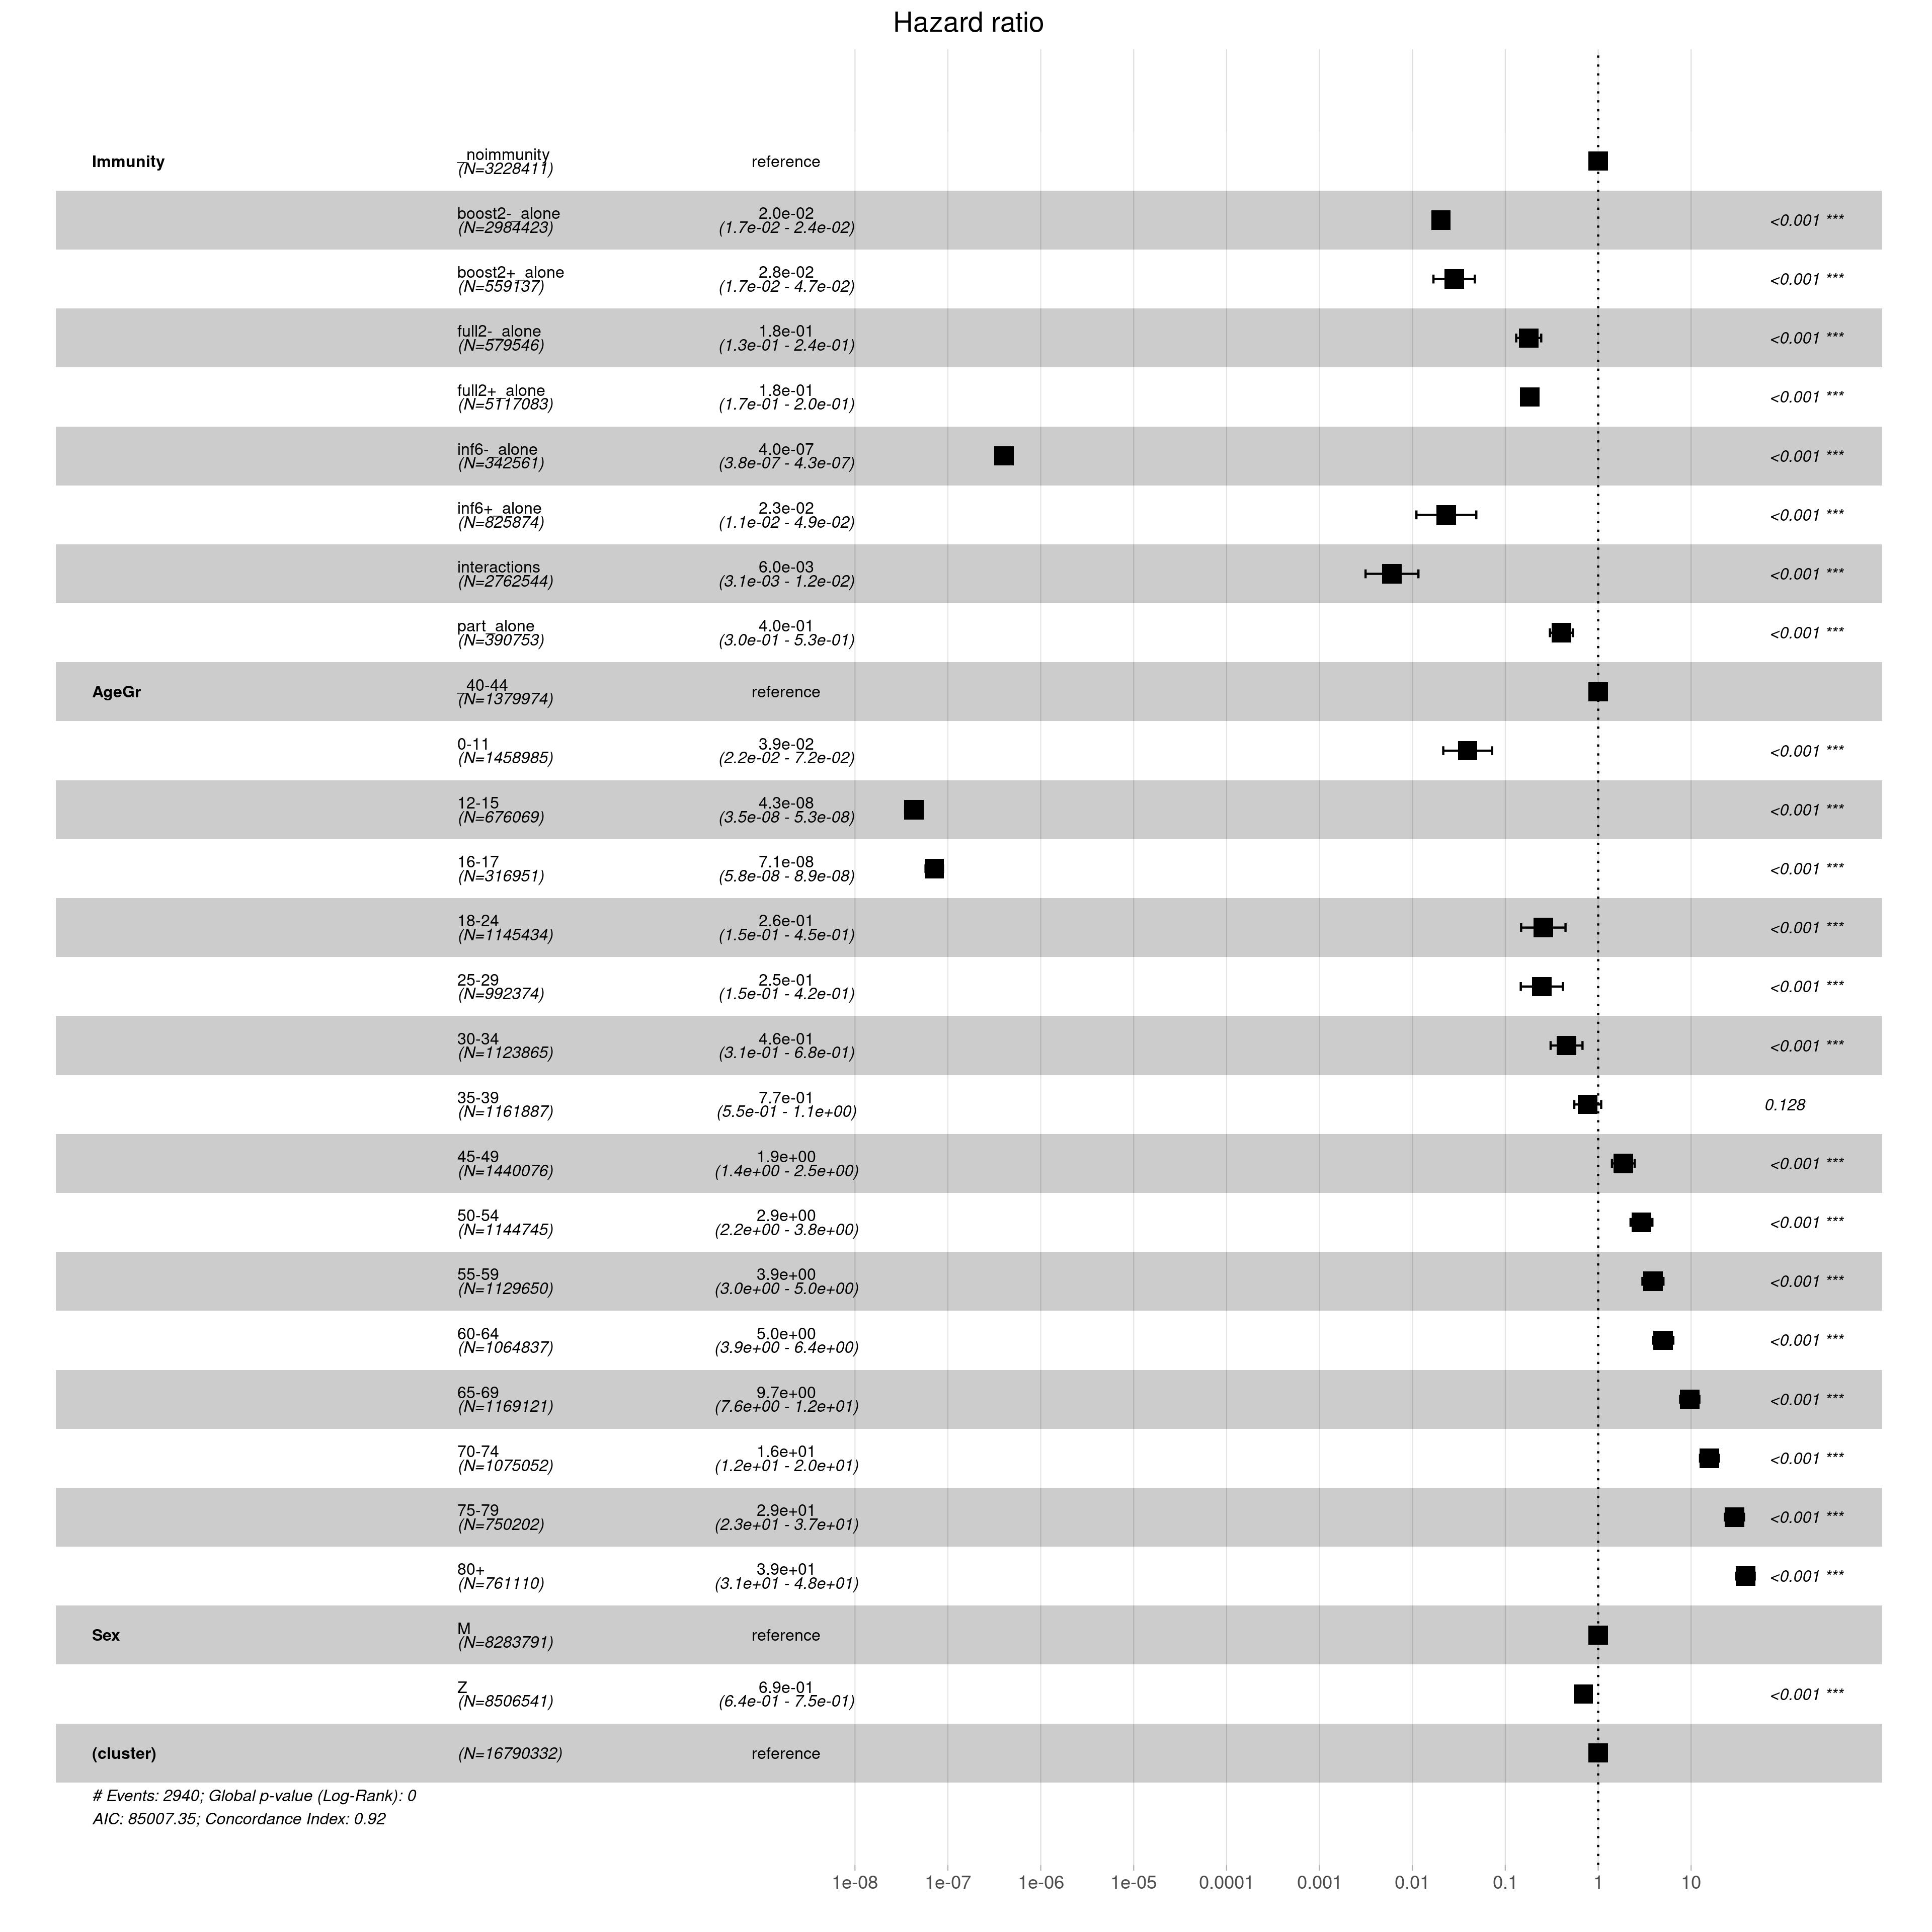 Hazard ratio
Immunity
_noimmunity
(N=3228411)
reference
boost2-_alone
(N=2984423)
2.0e-02
(1.7e-02 - 2.4e-02)
<0.001 ***
boost2+_alone
(N=559137)
2.8e-02
(1.7e-02 - 4.7e-02)
<0.001 ***
full2-_alone
(N=579546)
1.8e-01
(1.3e-01 - 2.4e-01)
<0.001 ***
full2+_alone
(N=5117083)
1.8e-01
(1.7e-01 - 2.0e-01)
<0.001 ***
inf6-_alone
(N=342561)
4.0e-07
(3.8e-07 - 4.3e-07)
<0.001 ***
inf6+_alone
(N=825874)
2.3e-02
(1.1e-02 - 4.9e-02)
<0.001 ***
interactions
(N=2762544)
6.0e-03
(3.1e-03 - 1.2e-02)
<0.001 ***
part_alone
(N=390753)
4.0e-01
(3.0e-01 - 5.3e-01)
<0.001 ***
AgeGr
_40-44
(N=1379974)
reference
0-11
(N=1458985)
3.9e-02
(2.2e-02 - 7.2e-02)
<0.001 ***
12-15
(N=676069)
4.3e-08
(3.5e-08 - 5.3e-08)
<0.001 ***
16-17
(N=316951)
7.1e-08
(5.8e-08 - 8.9e-08)
<0.001 ***
18-24
(N=1145434)
2.6e-01
(1.5e-01 - 4.5e-01)
<0.001 ***
25-29
(N=992374)
2.5e-01
(1.5e-01 - 4.2e-01)
<0.001 ***
30-34
(N=1123865)
4.6e-01
(3.1e-01 - 6.8e-01)
<0.001 ***
35-39
(N=1161887)
7.7e-01
(5.5e-01 - 1.1e+00)
0.128
45-49
(N=1440076)
1.9e+00
(1.4e+00 - 2.5e+00)
<0.001 ***
50-54
(N=1144745)
2.9e+00
(2.2e+00 - 3.8e+00)
<0.001 ***
55-59
(N=1129650)
3.9e+00
(3.0e+00 - 5.0e+00)
<0.001 ***
60-64
(N=1064837)
5.0e+00
(3.9e+00 - 6.4e+00)
<0.001 ***
65-69
(N=1169121)
9.7e+00
(7.6e+00 - 1.2e+01)
<0.001 ***
70-74
(N=1075052)
1.6e+01
(1.2e+01 - 2.0e+01)
<0.001 ***
75-79
(N=750202)
2.9e+01
(2.3e+01 - 3.7e+01)
<0.001 ***
80+
(N=761110)
3.9e+01
(3.1e+01 - 4.8e+01)
<0.001 ***
Sex
M
(N=8283791)
reference
Z
(N=8506541)
6.9e-01
(6.4e-01 - 7.5e-01)
<0.001 ***
(cluster)
(N=16790332)
reference
# Events: 2940; Global p-value (Log-Rank): 0
AIC: 85007.35; Concordance Index: 0.92
1e-08 1e-07 1e-06 1e-05 0.0001 0.001 0.01 0.1 1 10